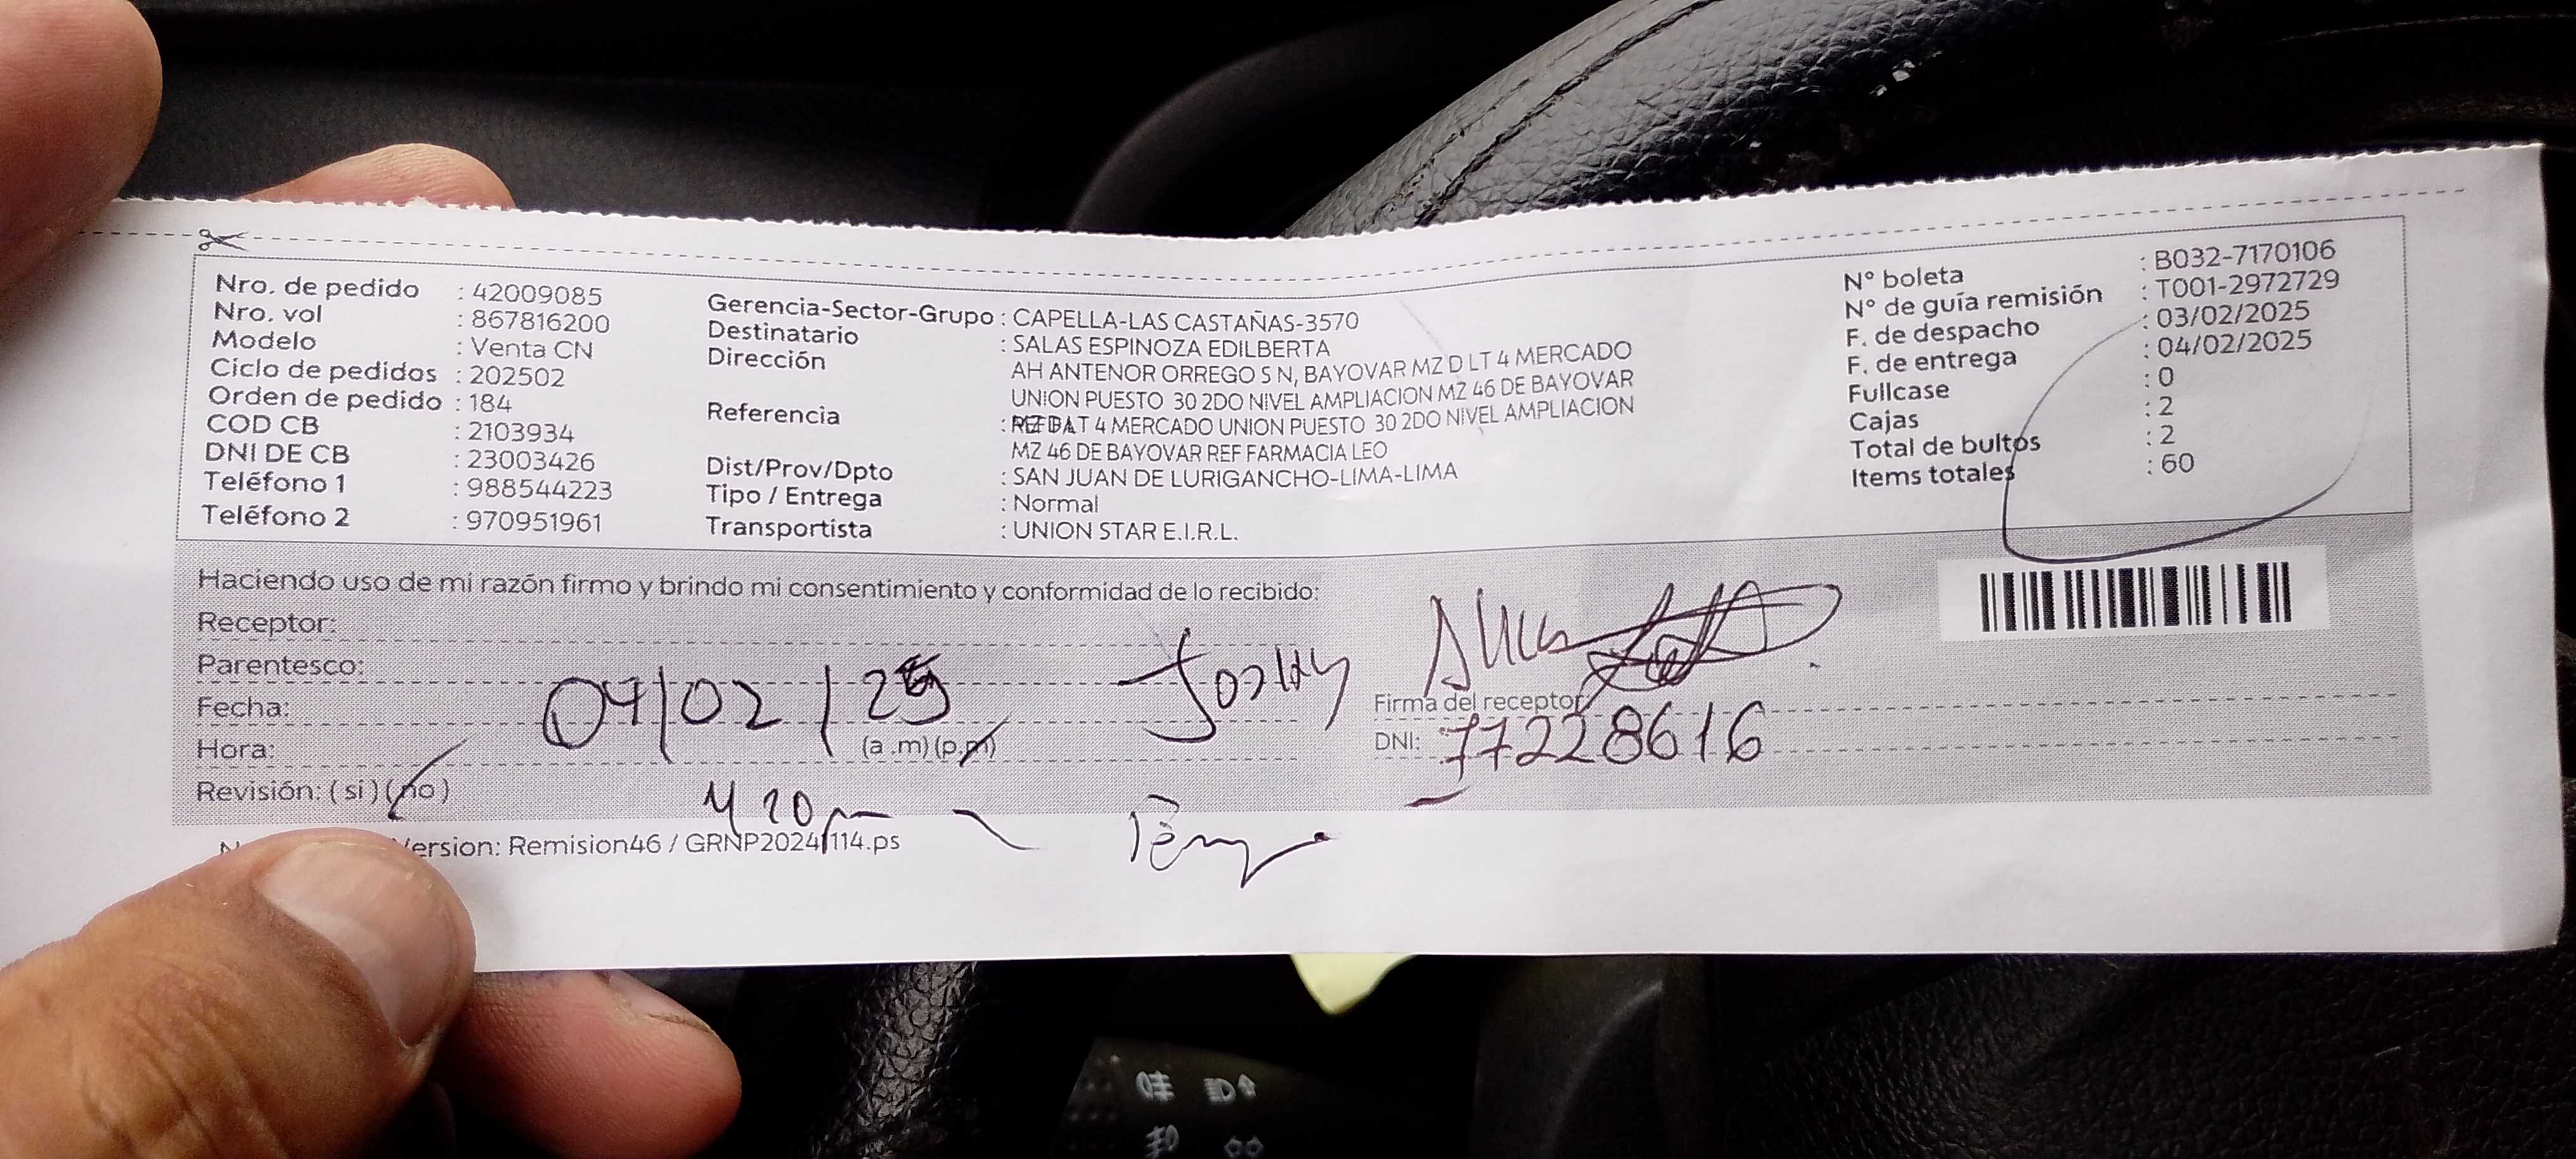 Nro. de pedido : 42009085
Nro. vol : 867816200
Modelo : Venta CN
Ciclo de pedidos : 202502
Orden de pedido : 184
COD CB : 2103934
DNI DE CB : 23003426
Teléfono 1 : 988544223
Teléfono 2 : 970951961
Gerencia-Sector-Grupo : CAPELLA-LAS CASTAÑAS-3570
Destinatario : SALAS ESPINOZA EDILBERTA
Dirección : AH ANTENOR ORREGO S N, BAYOVAR MZ D LT 4 MERCADO
UNION PUESTO 30 2DO NIVEL AMPLIACION MZ 46 DE BAYOVAR
Referencia : LT 4 MERCADO UNION PUESTO 30 2DO NIVEL AMPLIACION
MZ 46 DE BAYOVAR REF FARMACIA LEO
Dist/Prov/Dpto : SAN JUAN DE LURIGANCHO-LIMA-LIMA
Tipo / Entrega : Normal
Transportista : UNION STAR E.I.R.L.
N° boleta : B032-7170106
N° de guía remisión : T001-2972729
F. de despacho : 03/02/2025
F. de entrega : 04/02/2025
Fullcase : 0
Cajas : 2
Total de bultos : 2
Items totales : 60
Haciendo uso de mi razón firmo y brindo mi consentimiento y conformidad de lo recibido:
Receptor:
Parentesco:
Fecha: 04/02/25
Hora: (a .m) (p.m)
Revisión: ( si ) ( no )
Firma del receptor:
DNI: 77228616
4 20
Version: Remision46 / GRNP2024114.ps